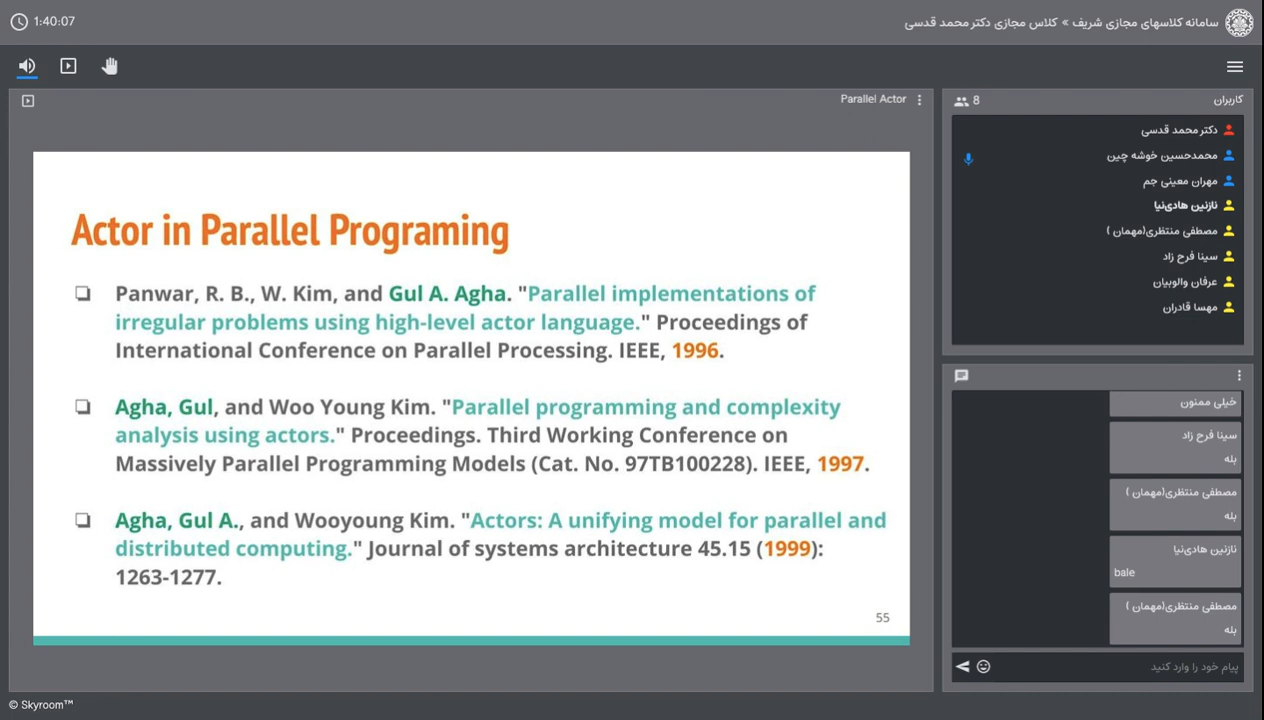 1:40:07
سامانه کلاسهای مجازی شریف » کلاس مجازی دکتر محمد قدسی
Parallel Actor
Actor in Parallel Programing
❏ Panwar, R. B., W. Kim, and Gul A. Agha. "Parallel implementations of
irregular problems using high-level actor language." Proceedings of
International Conference on Parallel Processing. IEEE, 1996.
❏ Agha, Gul, and Woo Young Kim. "Parallel programming and complexity
analysis using actors." Proceedings. Third Working Conference on
Massively Parallel Programming Models (Cat. No. 97TB100228). IEEE, 1997.
❏ Agha, Gul A., and Wooyoung Kim. "Actors: A unifying model for parallel and
distributed computing." Journal of systems architecture 45.15 (1999):
1263-1277.
55
کاربران
8
دکتر محمد قدسی
محمدحسین خوشه چین
مهران معینی جم
نازنین هادی‌نیا
مصطفی منتظری(مهمان )
سینا فرح زاد
عرفان والوبیان
مهسا قادران
خیلی ممنون
سینا فرح زاد
بله
مصطفی منتظری(مهمان )
بله
نازنین هادی‌نیا
bale
مصطفی منتظری(مهمان )
بله
پیام خود را وارد کنید
© Skyroom™